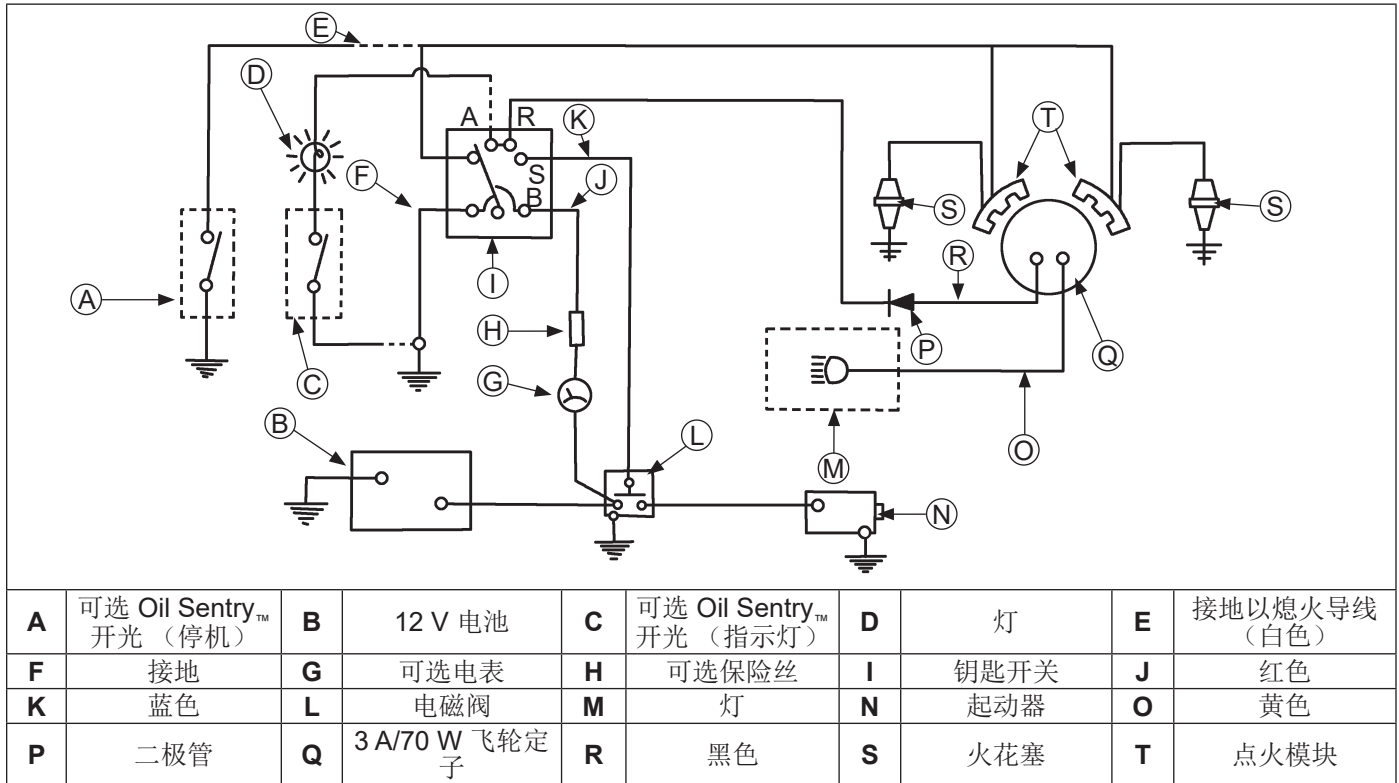 E
D
A R
K
T
F
S
J
B
S
S
I
R
A
H
P
Q
C
G
B
L
M
O
N
A 可选 Oil Sentry™ 开光 （停机） B 12 V 电池 C 可选 Oil Sentry™ 开光 （指示灯） D 灯 E 接地以熄火导线 （白色）
F 接地 G 可选电表 H 可选保险丝 I 钥匙开关 J 红色
K 蓝色 L 电磁阀 M 灯 N 起动器 O 黄色
P 二极管 Q 3 A/70 W 飞轮定子 R 黑色 S 火花塞 T 点火模块